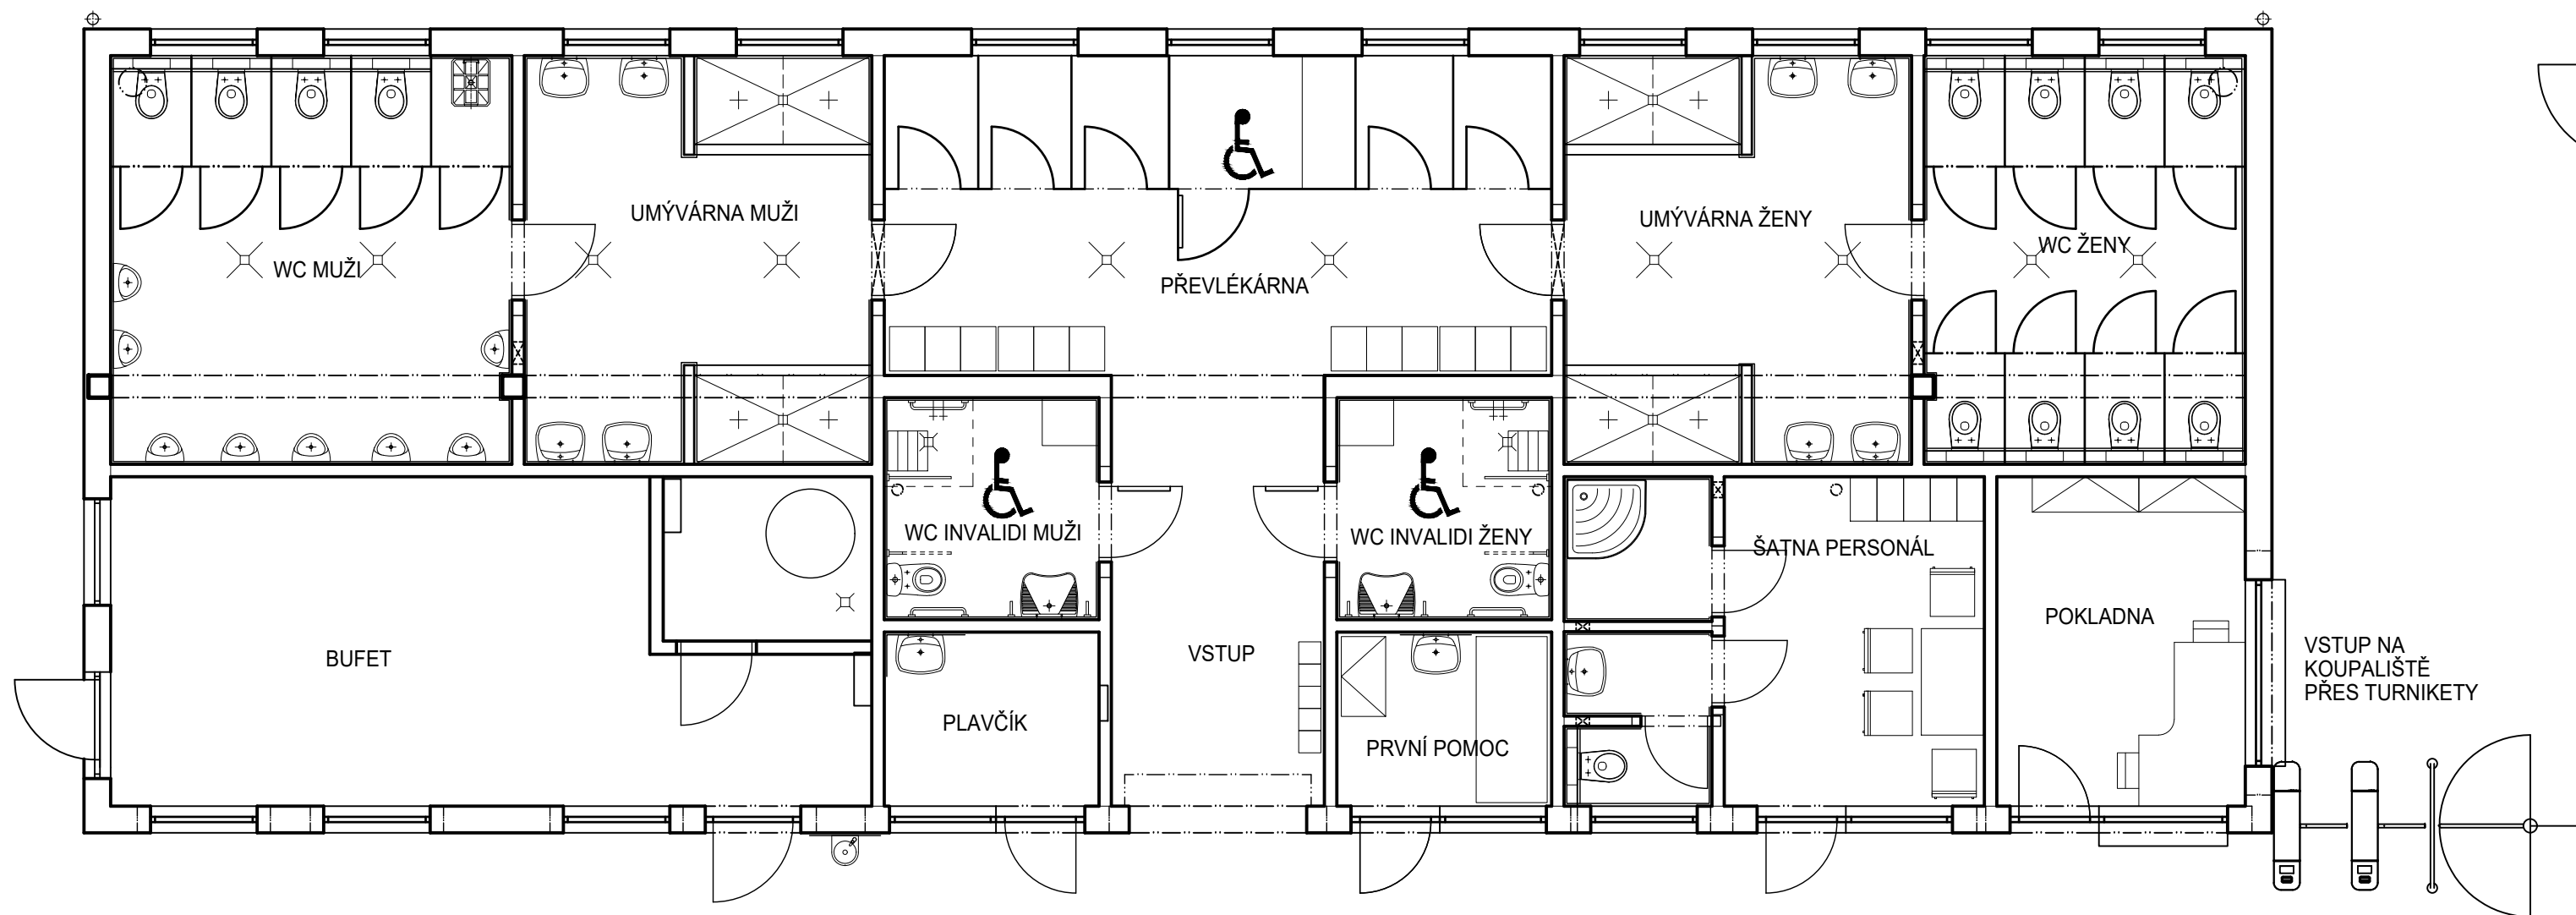 UMÝVÁRNA MUŽI
UMÝVÁRNA ŽENY
WC MUŽI
WC ŽENY
PŘEVLÉKÁRNA
WC INVALIDI MUŽI
WC INVALIDI ŽENY
ŠATNA PERSONÁL
POKLADNA
BUFET
VSTUP
PLAVČÍK
PRVNÍ POMOC
VSTUP NA
KOUPALIŠTĚ
PŘES TURNIKETY